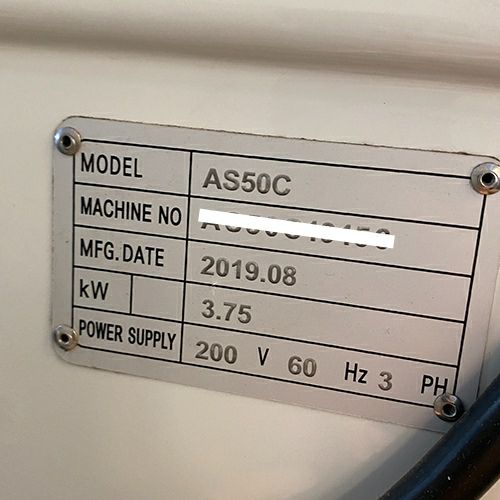 MODEL AS50C
MACHINE NO
MFG. DATE 2019.08
kW 3.75
POWER SUPPLY 200 V 60 Hz 3 PH